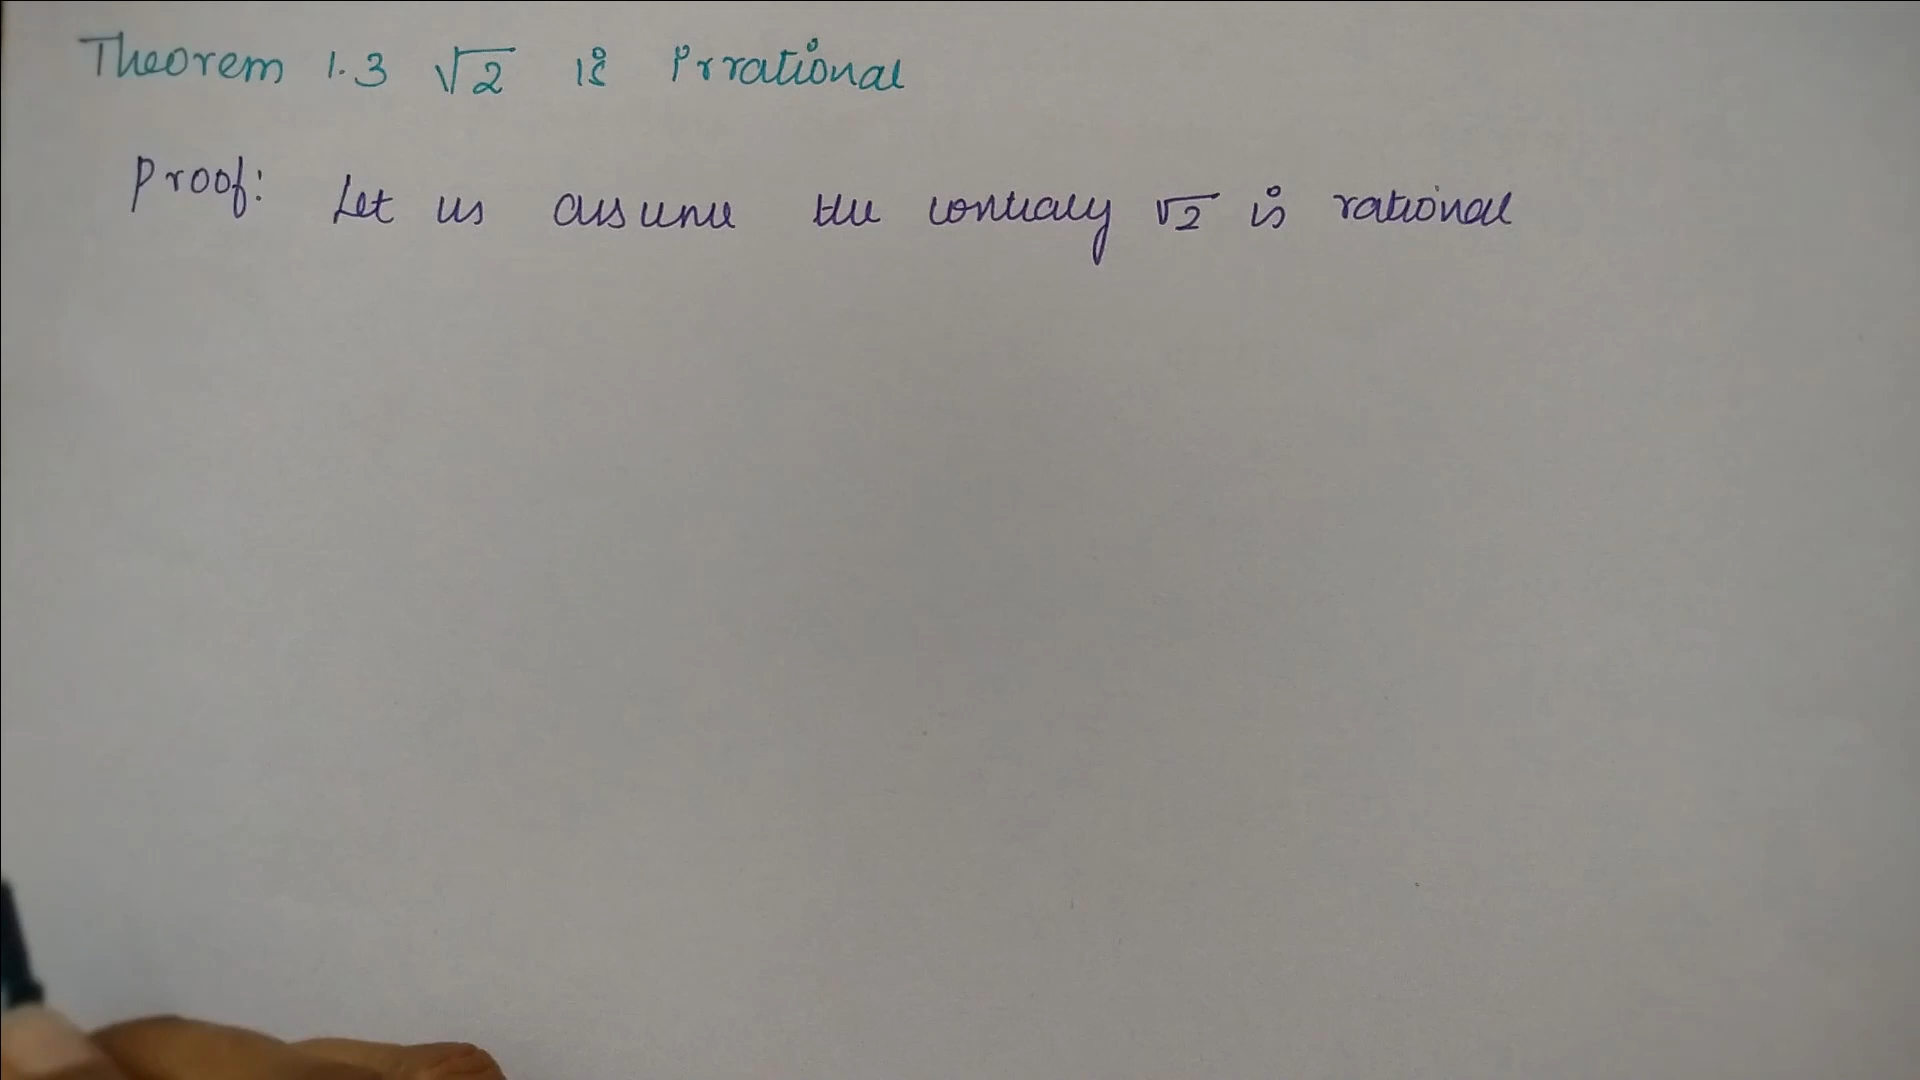 Theorem 1.3 √2 is irrational
Proof: Let us assume the contrary √2 is rational